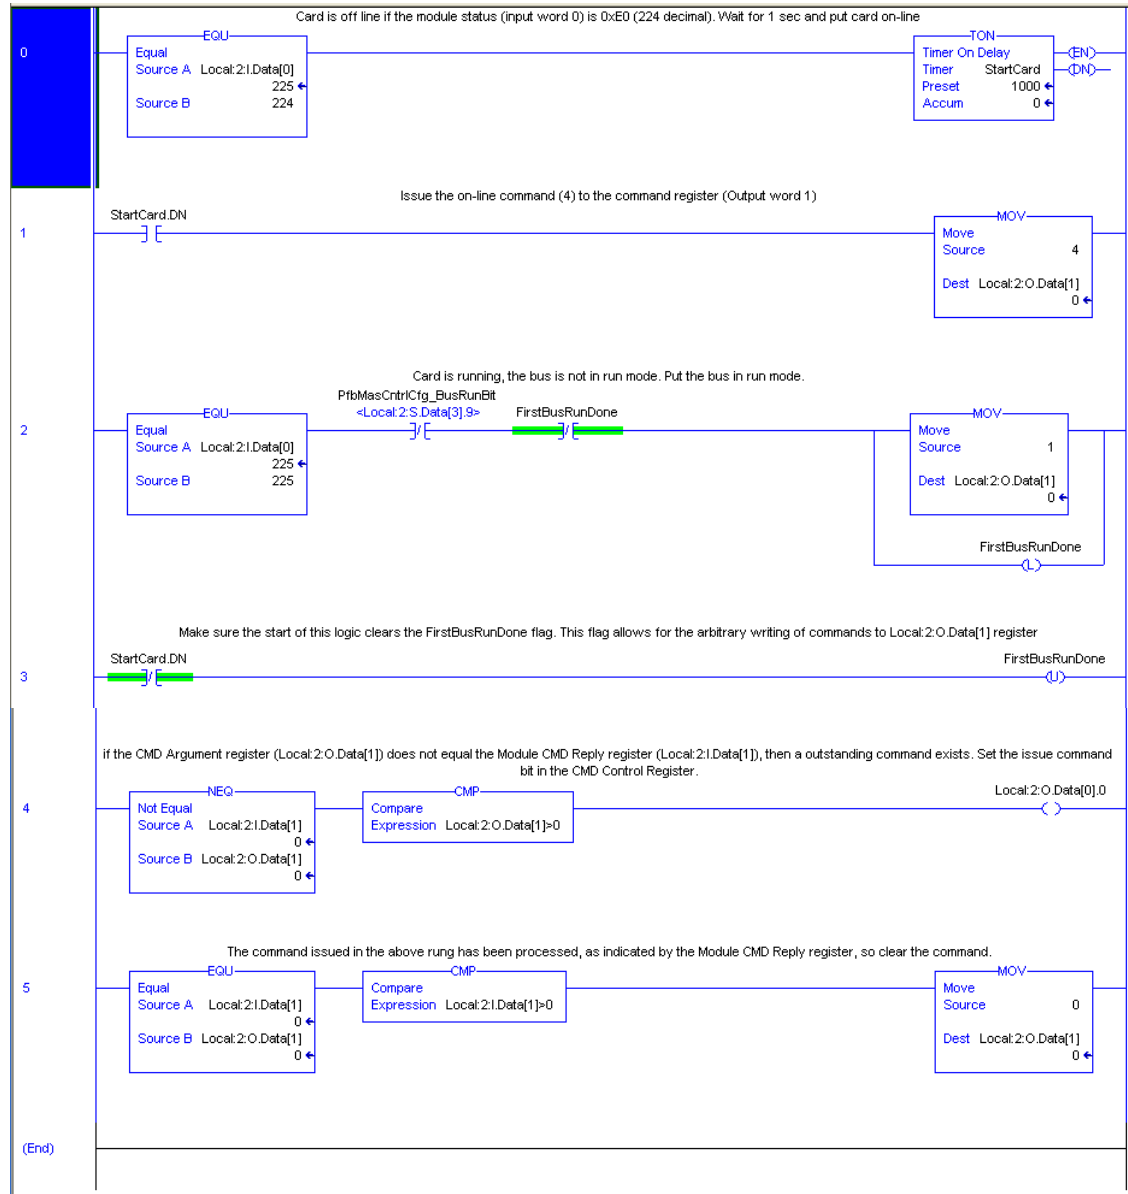 Card is off line if the module status (input word 0) is 0xE0 (224 decimal). Wait for 1 sec and put card on-line
0
EQU
Equal
Source A Local:2:I.Data[0]
225
Source B 224
TON
Timer On Delay
Timer StartCard
Preset 1000
Accum 0
EN
DN
Issue the on-line command (4) to the command register (Output word 1)
1
StartCard.DN
MOV
Move
Source 4
Dest Local:2:O.Data[1]
0
Card is running, the bus is not in run mode. Put the bus in run mode.
2
EQU
Equal
Source A Local:2:I.Data[0]
225
Source B 225
PfbMasCntrlCfg_BusRunBit
<Local:2:S.Data[3].9>
FirstBusRunDone
MOV
Move
Source 1
Dest Local:2:O.Data[1]
0
FirstBusRunDone
L
Make sure the start of this logic clears the FirstBusRunDone flag. This flag allows for the arbitrary writing of commands to Local:2:O.Data[1] register
3
StartCard.DN
FirstBusRunDone
U
if the CMD Argument register (Local:2:O.Data[1]) does not equal the Module CMD Reply register (Local:2:I.Data[1]), then a outstanding command exists. Set the issue command
bit in the CMD Control Register.
4
NEQ
Not Equal
Source A Local:2:I.Data[1]
0
Source B Local:2:O.Data[1]
0
CMP
Compare
Expression Local:2:O.Data[1]>0
Local:2:O.Data[0].0
The command issued in the above rung has been processed, as indicated by the Module CMD Reply register, so clear the command.
5
EQU
Equal
Source A Local:2:I.Data[1]
0
Source B Local:2:O.Data[1]
0
CMP
Compare
Expression Local:2:I.Data[1]>0
MOV
Move
Source 0
Dest Local:2:O.Data[1]
0
(End)